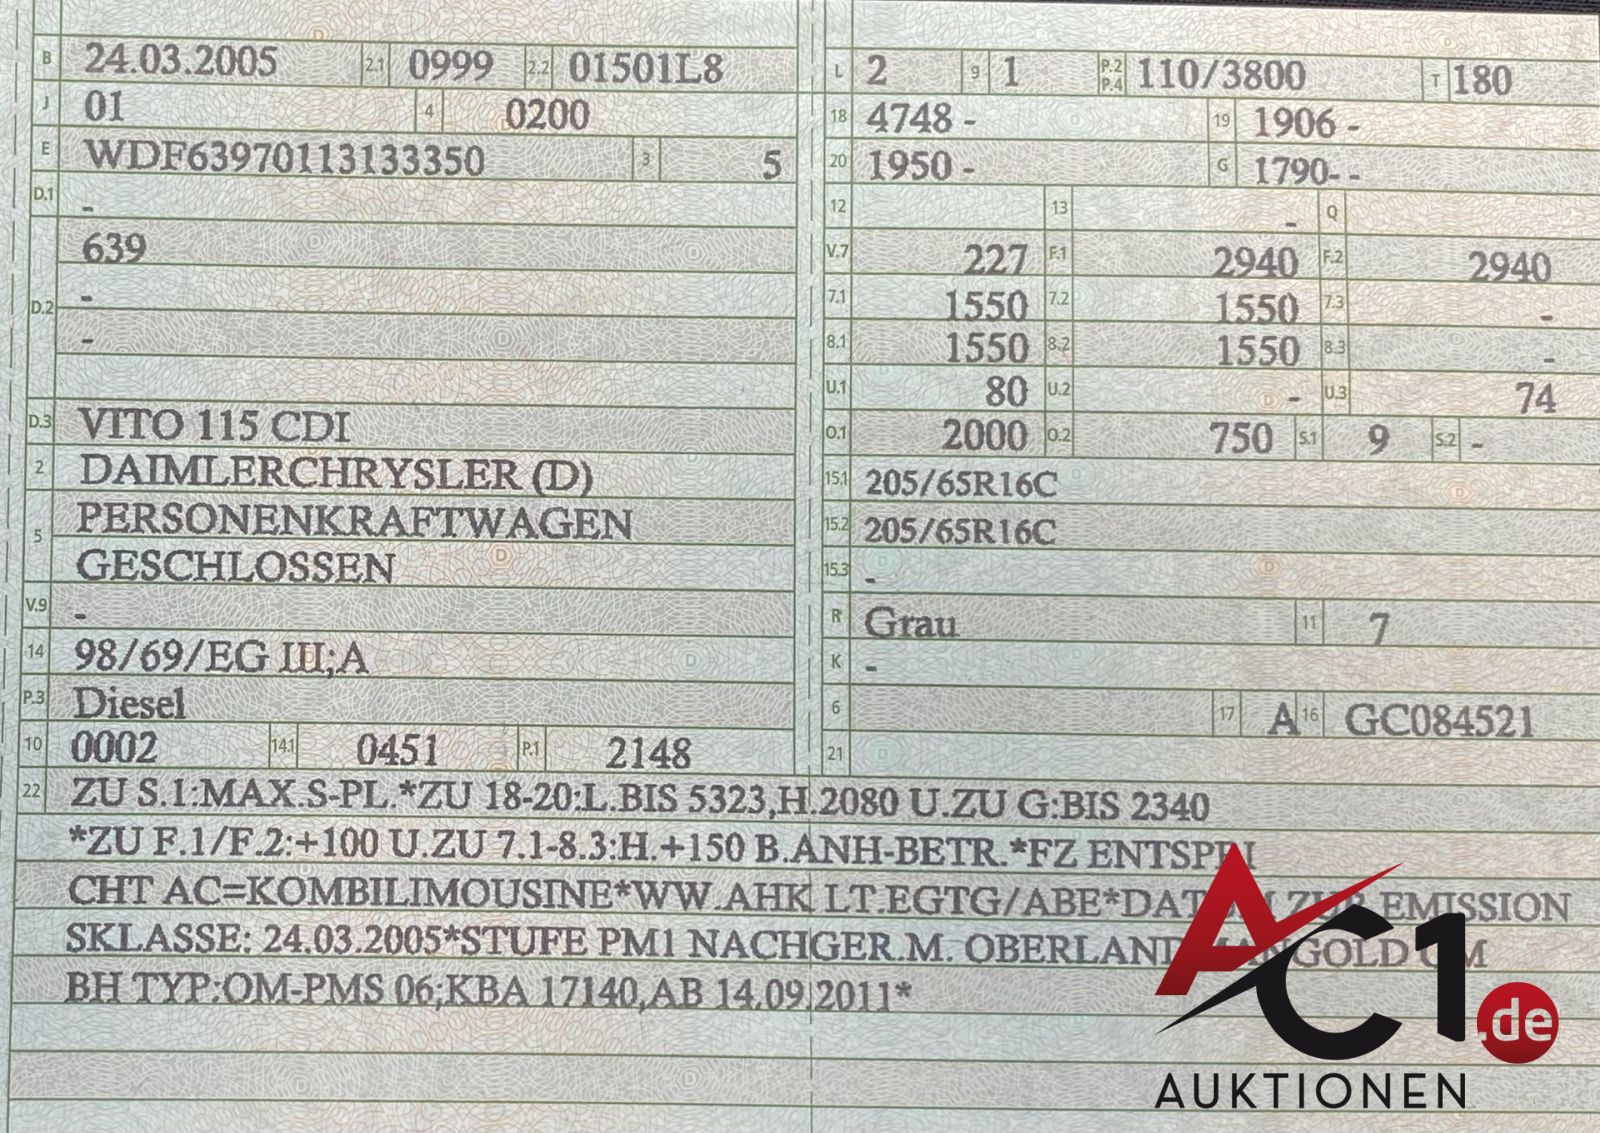 B 24.03.2005 2.1 0999 2.2 01501L8
J 01 4 0200
E WDF63970113133350 3 5
D.1 -
D.2 639
-
-
D.3 VITO 115 CDI
2 DAIMLERCHRYSLER (D)
5 PERSONENKRAFTWAGEN
GESCHLOSSEN
V.9 -
14 98/69/EG III;A
P.3 Diesel
10 0002 14.1 0451 P.1 2148
L 2 9 1 P.2 P.4 110/3800 T 180
18 4748 - 19 1906 -
20 1950 - G 1790- -
12 13 - Q
V.7 227 F.1 2940 F.2 2940
7.1 1550 7.2 1550 7.3 -
8.1 1550 8.2 1550 8.3 -
U.1 80 U.2 - U.3 74
O.1 2000 O.2 750 S.1 9 S.2 -
15.1 205/65R16C
15.2 205/65R16C
15.3 -
R Grau 11 7
K -
6 17 A 16 GC084521
21
22 ZU S.1:MAX.S-PL.*ZU 18-20:L.BIS 5323,H.2080 U.ZU G:BIS 2340
*ZU F.1/F.2:+100 U.ZU 7.1-8.3:H.+150 B.ANH-BETR.*FZ ENTSPRI
CHT AC=KOMBILIMOUSINE*WW.AHK LT.EGTG/ABE*DATUM ZUR EMISSION
SKLASSE: 24.03.2005*STUFE PM1 NACHGER.M. OBERLAND MANGOLD GM
BH TYP:OM-PMS 06;KBA 17140,AB 14.09.2011*
AC1.de
AUKTIONEN